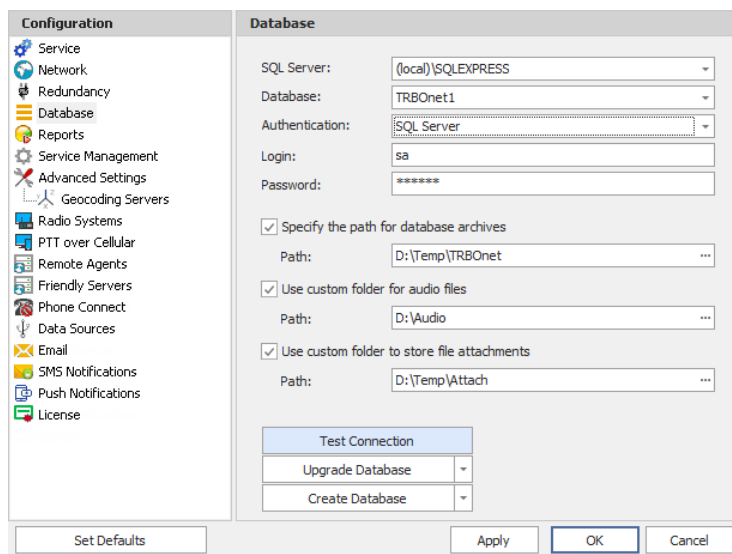 Configuration
Service
Network
Redundancy
Database
Reports
Service Management
Advanced Settings
Geocoding Servers
Radio Systems
PTT over Cellular
Remote Agents
Friendly Servers
Phone Connect
Data Sources
Email
SMS Notifications
Push Notifications
License
Database
SQL Server: (local)\SQLEXPRESS
Database: TRBOnet1
Authentication: SQL Server
Login: sa
Password: ******
Specify the path for database archives
Path: D:\Temp\TRBOnet ...
Use custom folder for audio files
Path: D:\Audio ...
Use custom folder to store file attachments
Path: D:\Temp\Attach ...
Test Connection
Upgrade Database
Create Database
Set Defaults Apply OK Cancel